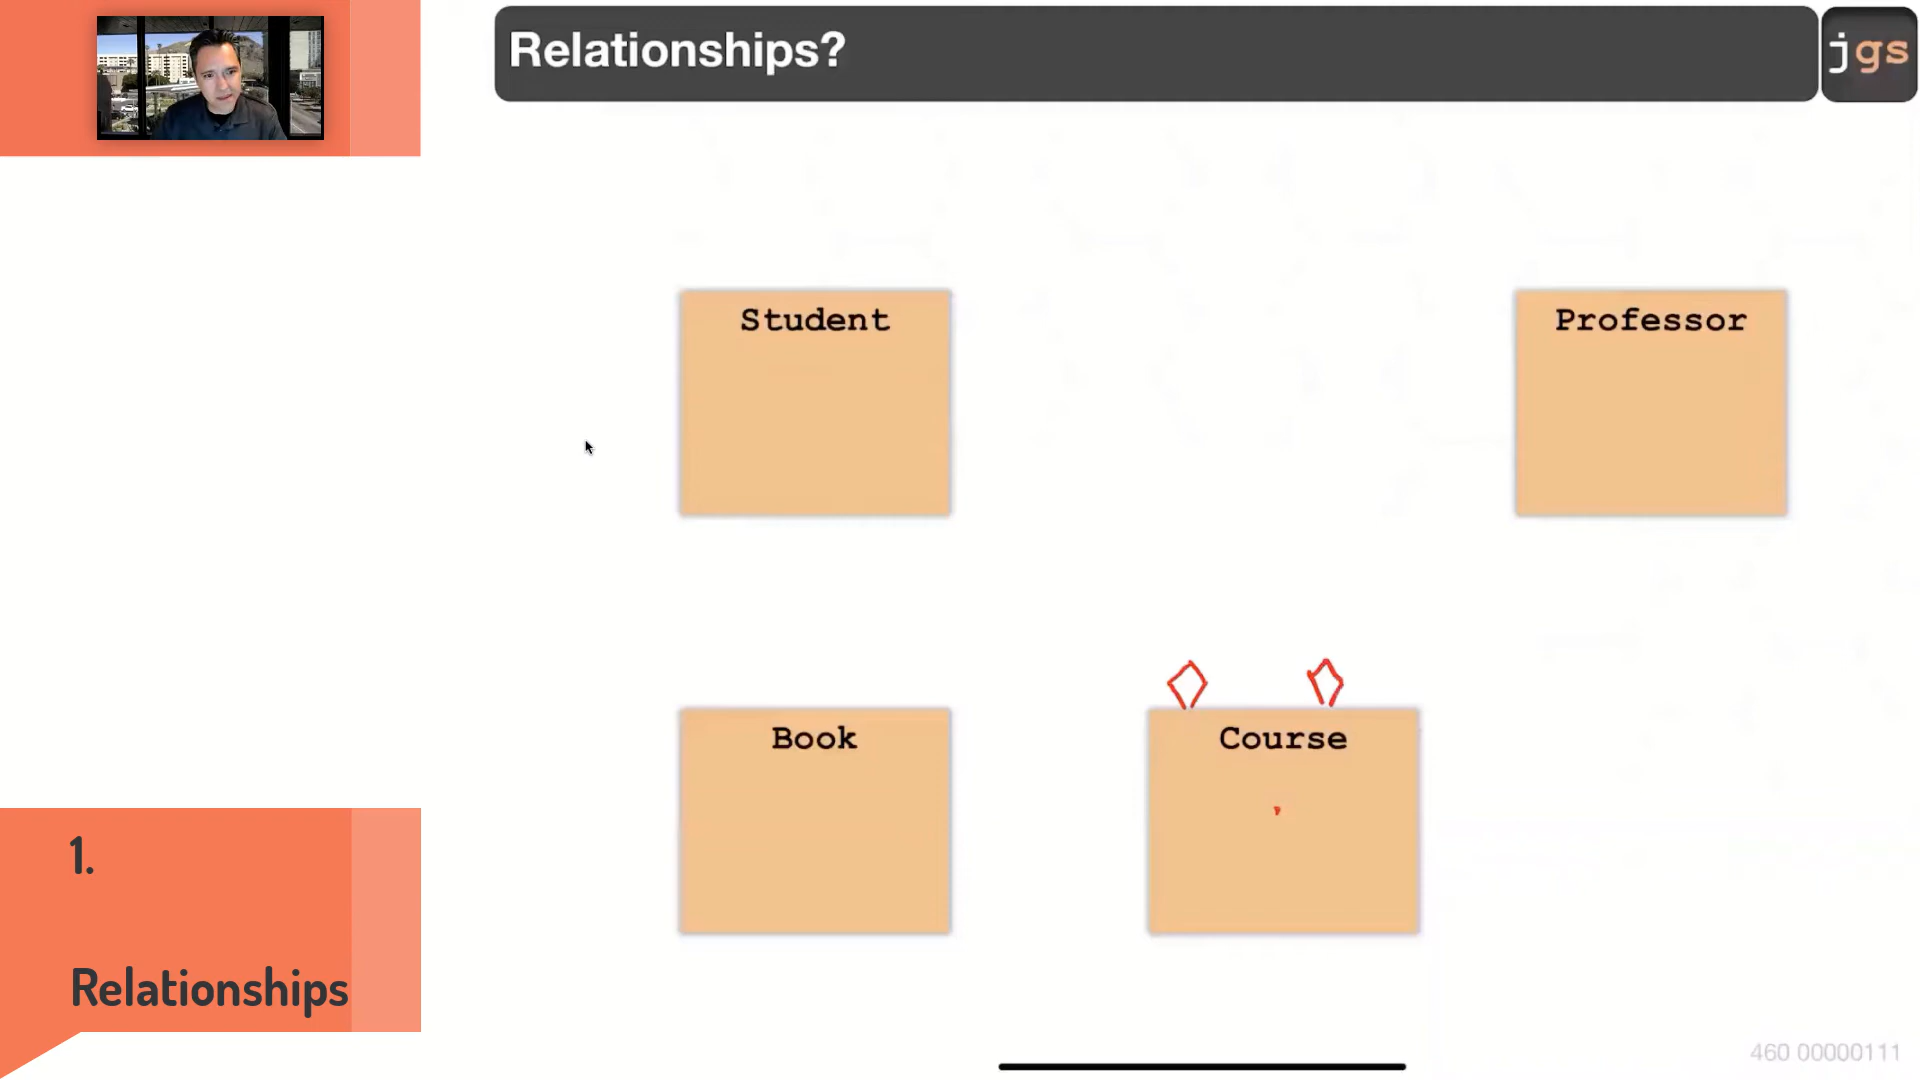 Relationships?
jgs
Student
Professor
Book
Course
1.
Relationships
460 00000111